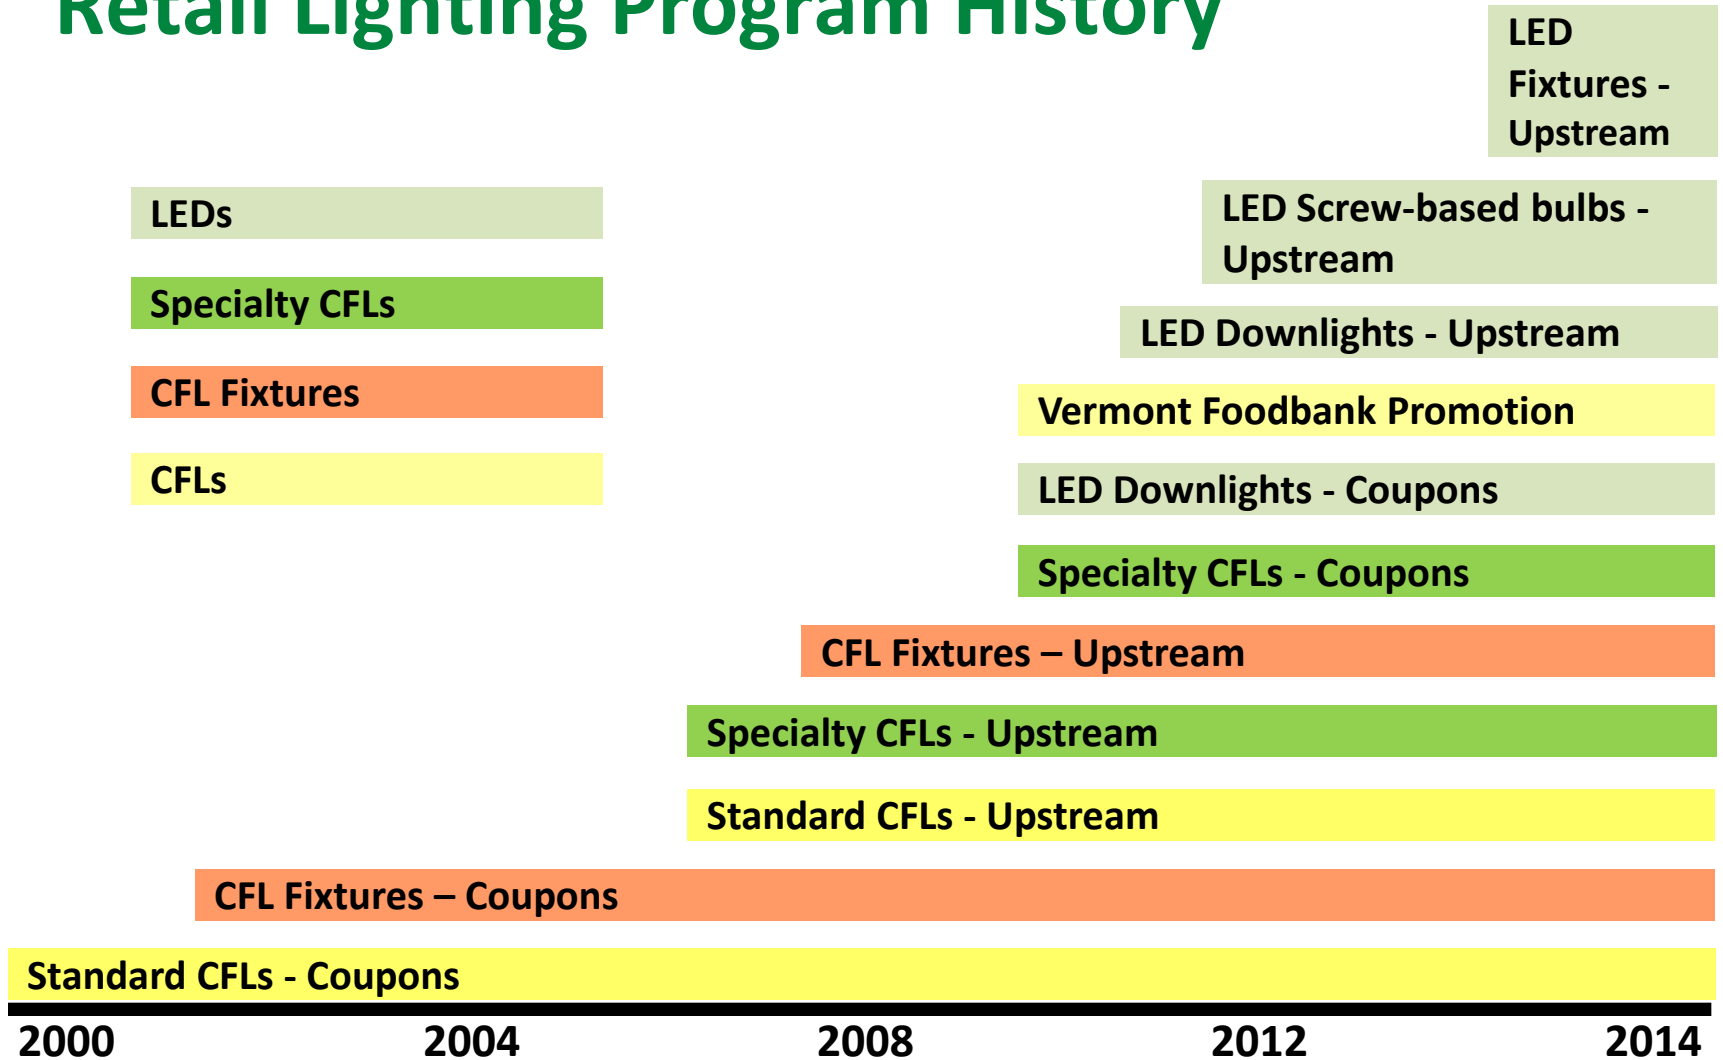 Retail Lighting Program History
LED
Fixtures -
Upstream
LEDs
LED Screw-based bulbs -
Upstream
Specialty CFLs
LED Downlights - Upstream
CFL Fixtures
Vermont Foodbank Promotion
CFLs
LED Downlights - Coupons
Specialty CFLs - Coupons
CFL Fixtures – Upstream
Specialty CFLs - Upstream
Standard CFLs - Upstream
CFL Fixtures – Coupons
Standard CFLs - Coupons
2000 2004 2008 2012 2014